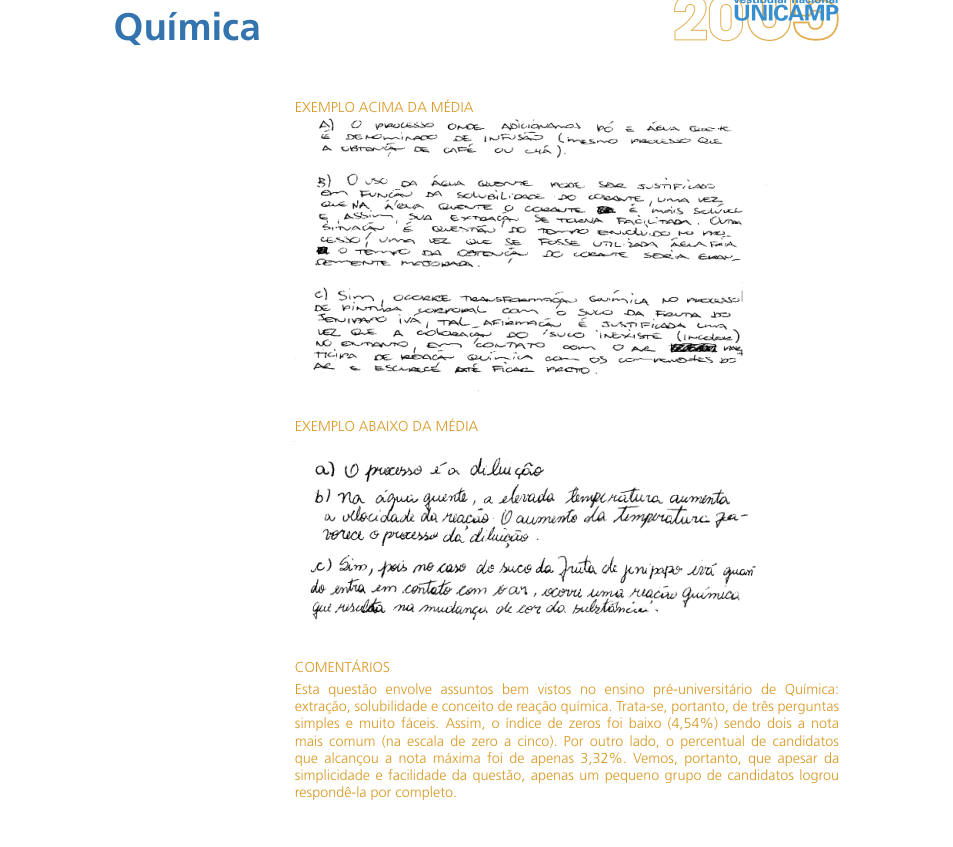 vestibular nacional
UNICAMP
2005
Química
EXEMPLO ACIMA DA MÉDIA
A) O PROCESSO ONDE ADICIONAMOS PÓ E ÁGUA QUENTE
É DENOMINADO DE INFUSÃO (MESMO PROCESSO QUE
A OBTENÇÃO DE CAFÉ OU CHÁ).
B) O USO DA ÁGUA QUENTE PODE SER JUSTIFICADO
EM FUNÇÃO DA SOLUBILIDADE DO CORANTE, UMA VEZ
QUE NA ÁGUA QUENTE O CORANTE É MAIS SOLÚVEL
E, ASSIM, SUA EXTRAÇÃO SE TORNA FACILITADA. OUTRA
SITUAÇÃO É QUESTÃO DO TEMPO ENVOLVIDO NO PRO-
CESSO, UMA VEZ QUE SE FOSSE UTILIZADA ÁGUA FRIA
O TEMPO DA OBTENÇÃO DO CORANTE SERIA GRAN-
DEMENTE MAJORADA.
C) Sim, OCORRE TRANSFORMAÇÃO QUÍMICA NO PROCESSO
DE PINTURA CORPORAL COM O SUCO DA FRUTA DO
JENIPAPO IVÁ, TAL AFIRMAÇÃO É JUSTIFICADA UMA
VEZ QUE A COLORAÇÃO DO SUCO INEXISTE (INCOLOR)
NO ENTANTO, EM CONTATO COM O AR PAR
TICIPA DE REAÇÃO QUÍMICA COM OS COMPONENTES DO
AR E ESCURECE ATÉ FICAR PRETO.
EXEMPLO ABAIXO DA MÉDIA
a) O processo é a diluição
b) Na água quente, a elevada temperatura aumenta
a velocidade da reação. O aumento da temperatura fa-
vorece o processo da diluição.
c) Sim, pois no caso do suco da fruta de jenipapo ivá quan
do entra em contato com o ar, ocorre uma reação química
que resulta na mudança de cor da substância.
COMENTÁRIOS
Esta questão envolve assuntos bem vistos no ensino pré-universitário de Química:
extração, solubilidade e conceito de reação química. Trata-se, portanto, de três perguntas
simples e muito fáceis. Assim, o índice de zeros foi baixo (4,54%) sendo dois a nota
mais comum (na escala de zero a cinco). Por outro lado, o percentual de candidatos
que alcançou a nota máxima foi de apenas 3,32%. Vemos, portanto, que apesar da
simplicidade e facilidade da questão, apenas um pequeno grupo de candidatos logrou
respondê-la por completo.